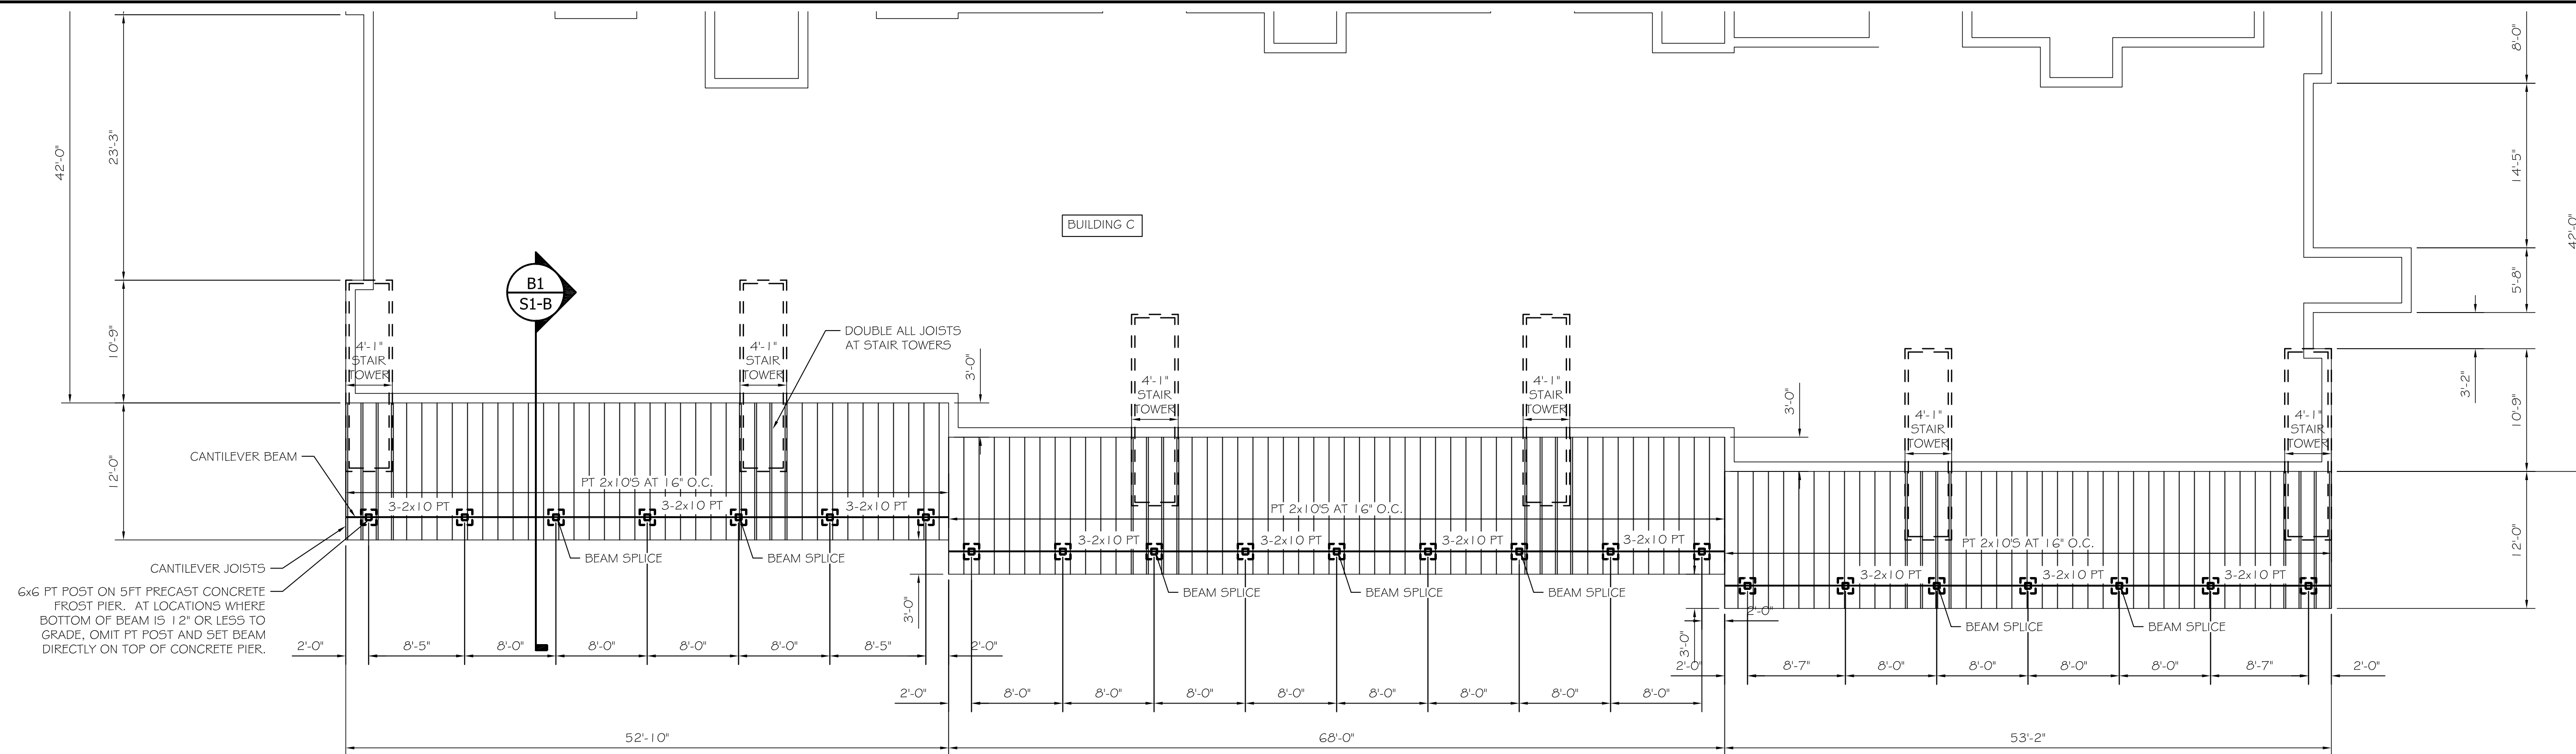 8'-0"
23'-3"
42'-0"
14'-5"
BUILDING C
42'-0"
5'-8"
B1
S1-B
10'-9"
4'-1"
STAIR
TOWER
4'-1"
STAIR
TOWER
DOUBLE ALL JOISTS
AT STAIR TOWERS
3'-0"
4'-1"
STAIR
TOWER
4'-1"
STAIR
TOWER
3'-0"
4'-1"
STAIR
TOWER
4'-1"
STAIR
TOWER
3'-2"
10'-9"
CANTILEVER BEAM
12'-0"
PT 2x10'S AT 16" O.C.
3-2x10 PT
3-2x10 PT
3-2x10 PT
PT 2x10'S AT 16" O.C.
3-2x10 PT
3-2x10 PT
3-2x10 PT
3-2x10 PT
PT 2x10'S AT 16" O.C.
3-2x10 PT
3-2x10 PT
3-2x10 PT
12'-0"
BEAM SPLICE
BEAM SPLICE
CANTILEVER JOISTS
6x6 PT POST ON 5FT PRECAST CONCRETE
FROST PIER. AT LOCATIONS WHERE
BOTTOM OF BEAM IS 12" OR LESS TO
GRADE, OMIT PT POST AND SET BEAM
DIRECTLY ON TOP OF CONCRETE PIER.
BEAM SPLICE
BEAM SPLICE
BEAM SPLICE
3'-0"
2'-0"
BEAM SPLICE
BEAM SPLICE
3'-0"
2'-0"
8'-5"
8'-0"
8'-0"
8'-0"
8'-0"
8'-5"
2'-0"
2'-0"
8'-7"
8'-0"
8'-0"
8'-0"
8'-0"
8'-7"
2'-0"
2'-0"
8'-0"
8'-0"
8'-0"
8'-0"
8'-0"
8'-0"
8'-0"
8'-0"
52'-10"
68'-0"
53'-2"